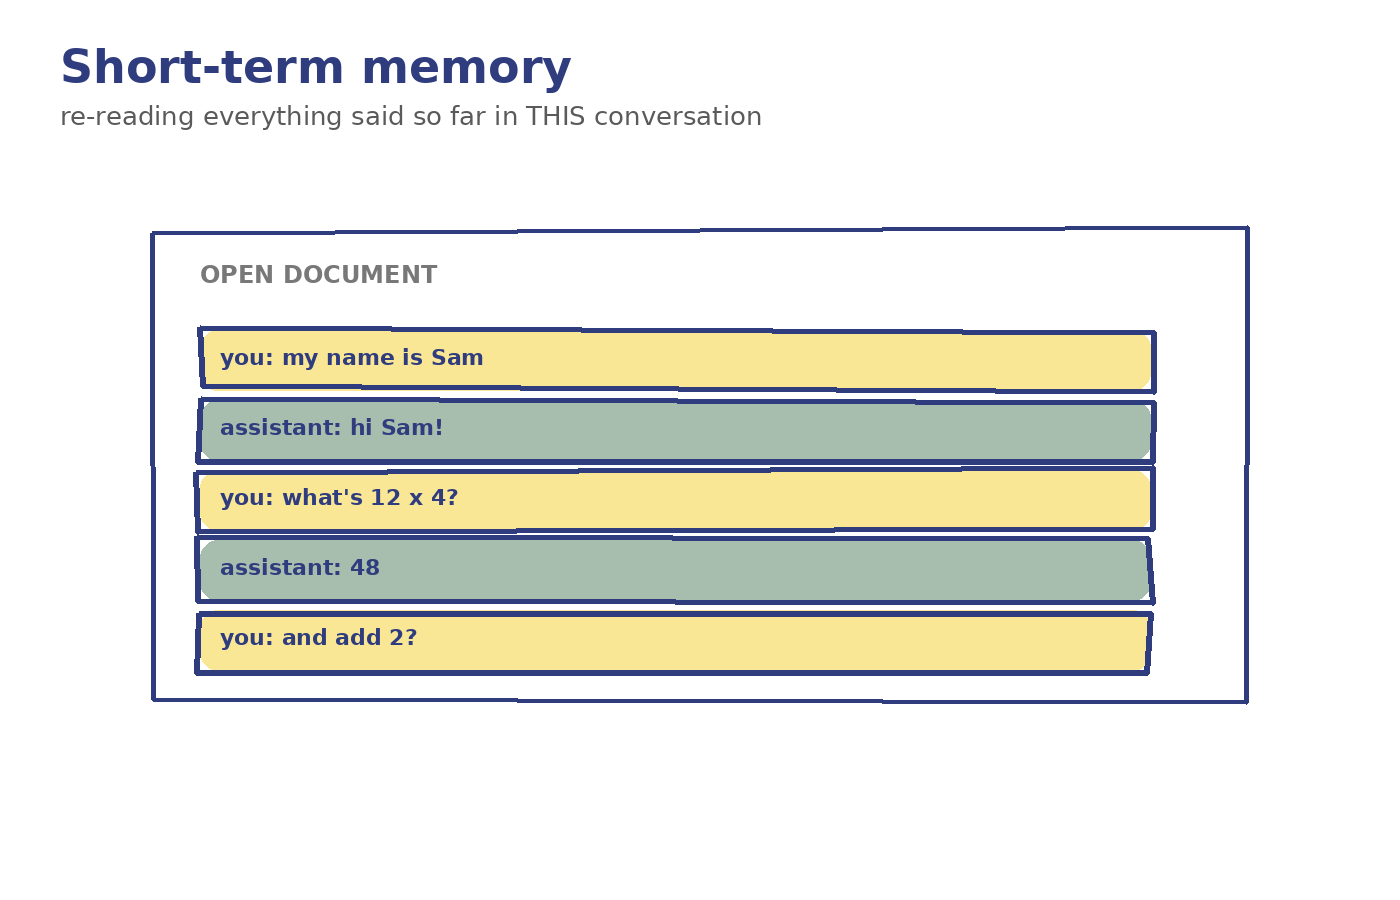 Short-term memory
re-reading everything said so far in THIS conversation
OPEN DOCUMENT
you: my name is Sam
assistant: hi Sam!
you: what's 12 x 4?
assistant: 48
you: and add 2?